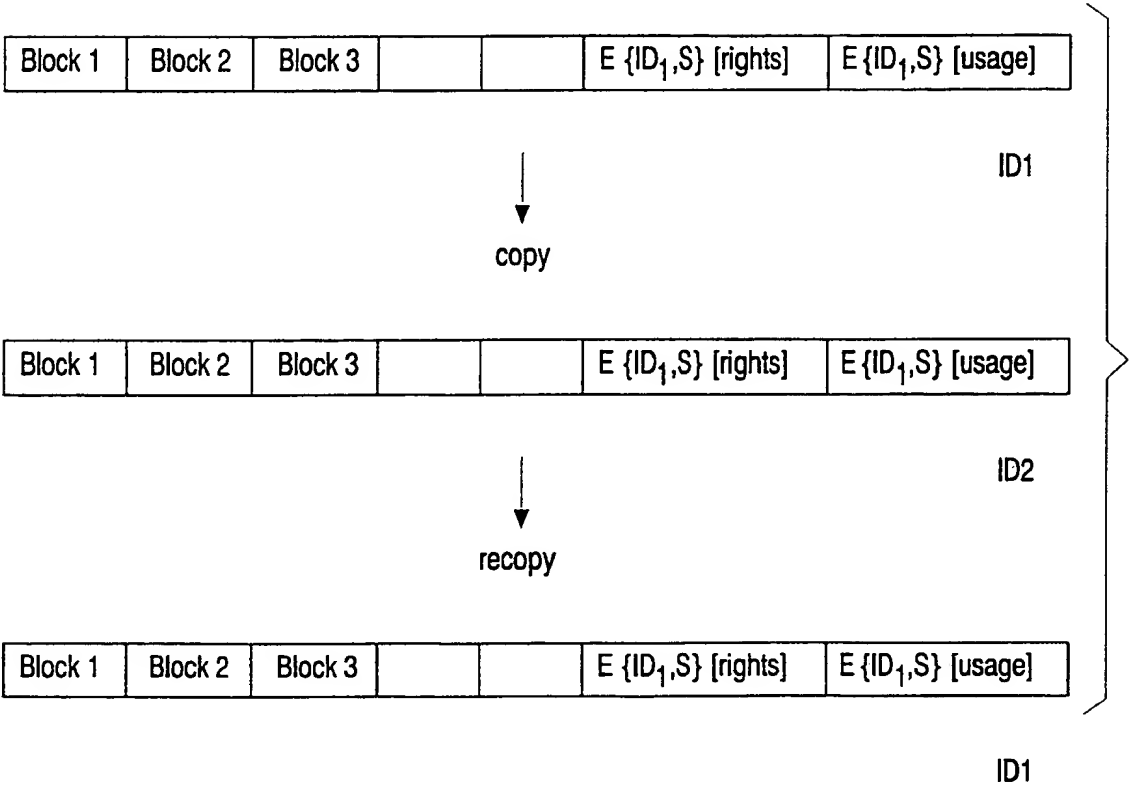 Block 1 Block 2 Block 3 E {ID₁,S} [rights] E {ID₁,S} [usage]
ID1
copy
Block 1 Block 2 Block 3 E {ID₁,S} [rights] E {ID₁,S} [usage]
ID2
recopy
Block 1 Block 2 Block 3 E {ID₁,S} [rights] E {ID₁,S} [usage]
ID1